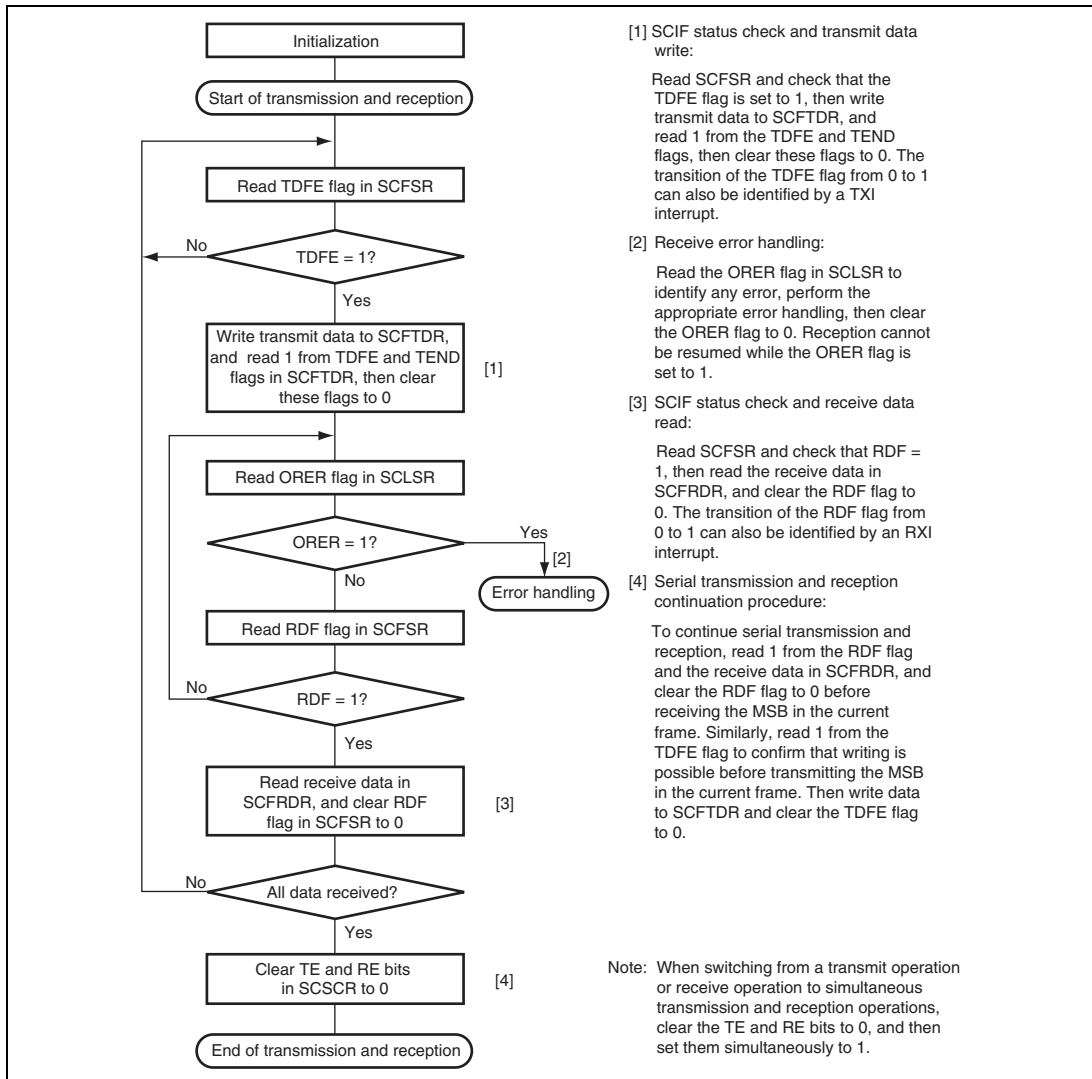 Initialization
Start of transmission and reception
Read TDFE flag in SCFSR
No
TDFE = 1?
Yes
Write transmit data to SCFTDR,
and read 1 from TDFE and TEND
flags in SCFTDR, then clear
these flags to 0
[1]
Read ORER flag in SCLSR
ORER = 1?
Yes
[2]
No
Error handling
Read RDF flag in SCFSR
No
RDF = 1?
Yes
Read receive data in
SCFRDR, and clear RDF
flag in SCFSR to 0
[3]
No
All data received?
Yes
Clear TE and RE bits
in SCSCR to 0
[4]
End of transmission and reception
[1] SCIF status check and transmit data
write:
Read SCFSR and check that the
TDFE flag is set to 1, then write
transmit data to SCFTDR, and
read 1 from the TDFE and TEND
flags, then clear these flags to 0. The
transition of the TDFE flag from 0 to 1
can also be identified by a TXI
interrupt.
[2] Receive error handling:
Read the ORER flag in SCLSR to
identify any error, perform the
appropriate error handling, then clear
the ORER flag to 0. Reception cannot
be resumed while the ORER flag is
set to 1.
[3] SCIF status check and receive data
read:
Read SCFSR and check that RDF =
1, then read the receive data in
SCFRDR, and clear the RDF flag to
0. The transition of the RDF flag from
0 to 1 can also be identified by an RXI
interrupt.
[4] Serial transmission and reception
continuation procedure:
To continue serial transmission and
reception, read 1 from the RDF flag
and the receive data in SCFRDR, and
clear the RDF flag to 0 before
receiving the MSB in the current
frame. Similarly, read 1 from the
TDFE flag to confirm that writing is
possible before transmitting the MSB
in the current frame. Then write data
to SCFTDR and clear the TDFE flag
to 0.
Note: When switching from a transmit operation
or receive operation to simultaneous
transmission and reception operations,
clear the TE and RE bits to 0, and then
set them simultaneously to 1.